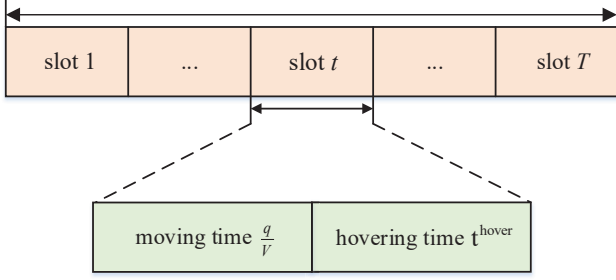 slot 1 ... slot t ... slot T
moving time q/V hovering time t^hover